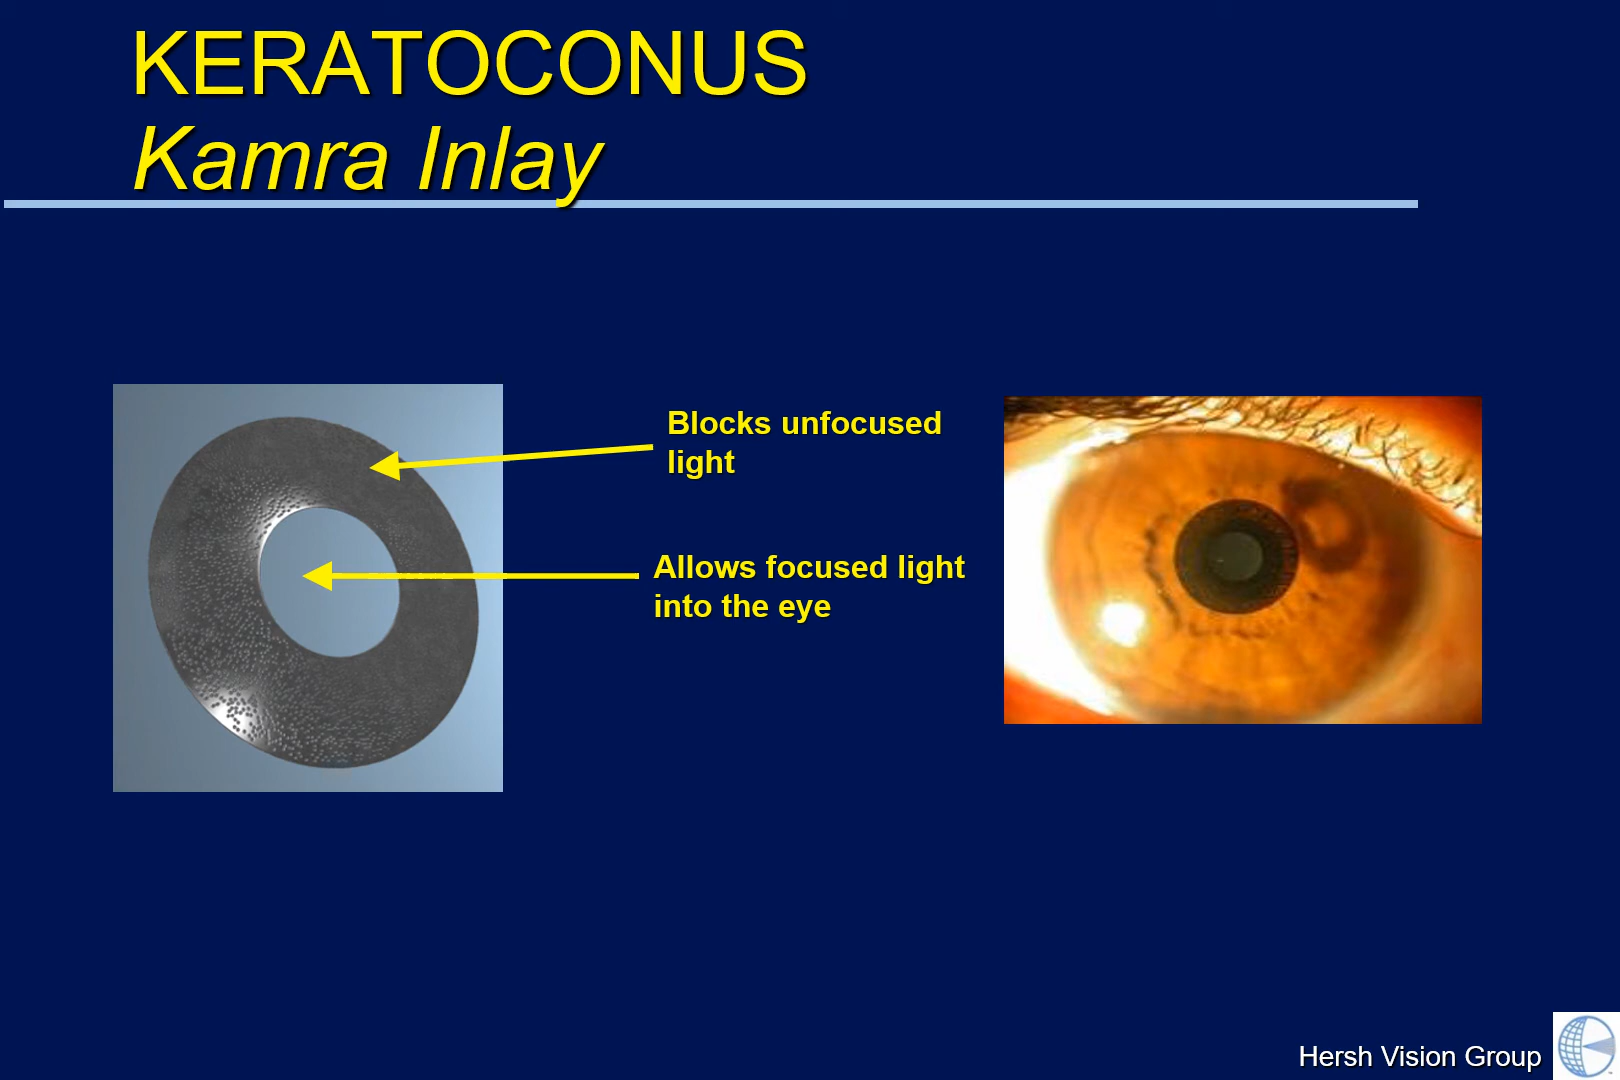 KERATOCONUS
Kamra Inlay
Blocks unfocused
light
Allows focused light
into the eye
Hersh Vision Group